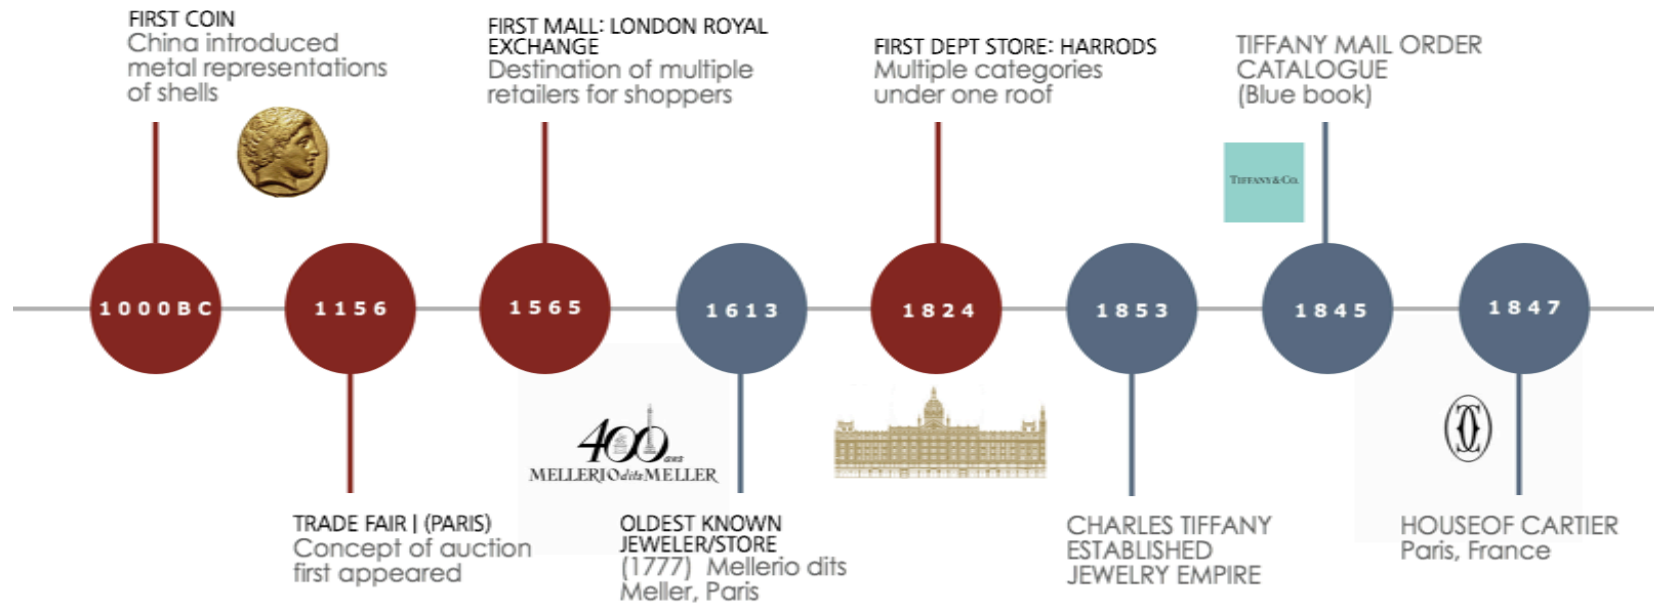 FIRST COIN
China introduced
metal representations
of shells
FIRST MALL: LONDON ROYAL
EXCHANGE
Destination of multiple
retailers for shoppers
FIRST DEPT STORE: HARRODS
Multiple categories
under one roof
TIFFANY MAIL ORDER
CATALOGUE
(Blue book)
TIFFANY & CO.
1000BC
1156
1565
1613
1824
1853
1845
1847
400
ans
MELLERIO dits MELLER
TRADE FAIR | (PARIS)
Concept of auction
first appeared
OLDEST KNOWN
JEWELER/STORE
(1777) Mellerio dits
Meller, Paris
CHARLES TIFFANY
ESTABLISHED
JEWELRY EMPIRE
HOUSEOF CARTIER
Paris, France